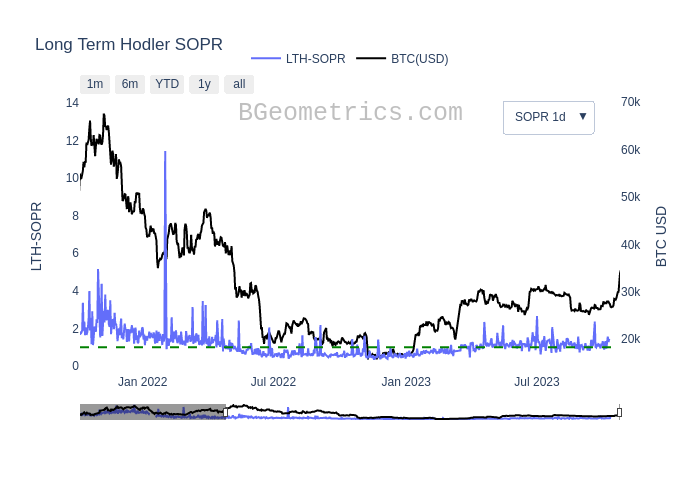 Long Term Hodler SOPR
LTH-SOPR BTC(USD)
1m 6m YTD 1y all
BGeometrics.com
SOPR 1d ▼
14
12
10
8
6
4
2
0
LTH-SOPR
70k
60k
50k
40k
30k
20k
BTC USD
Jan 2022 Jul 2022 Jan 2023 Jul 2023